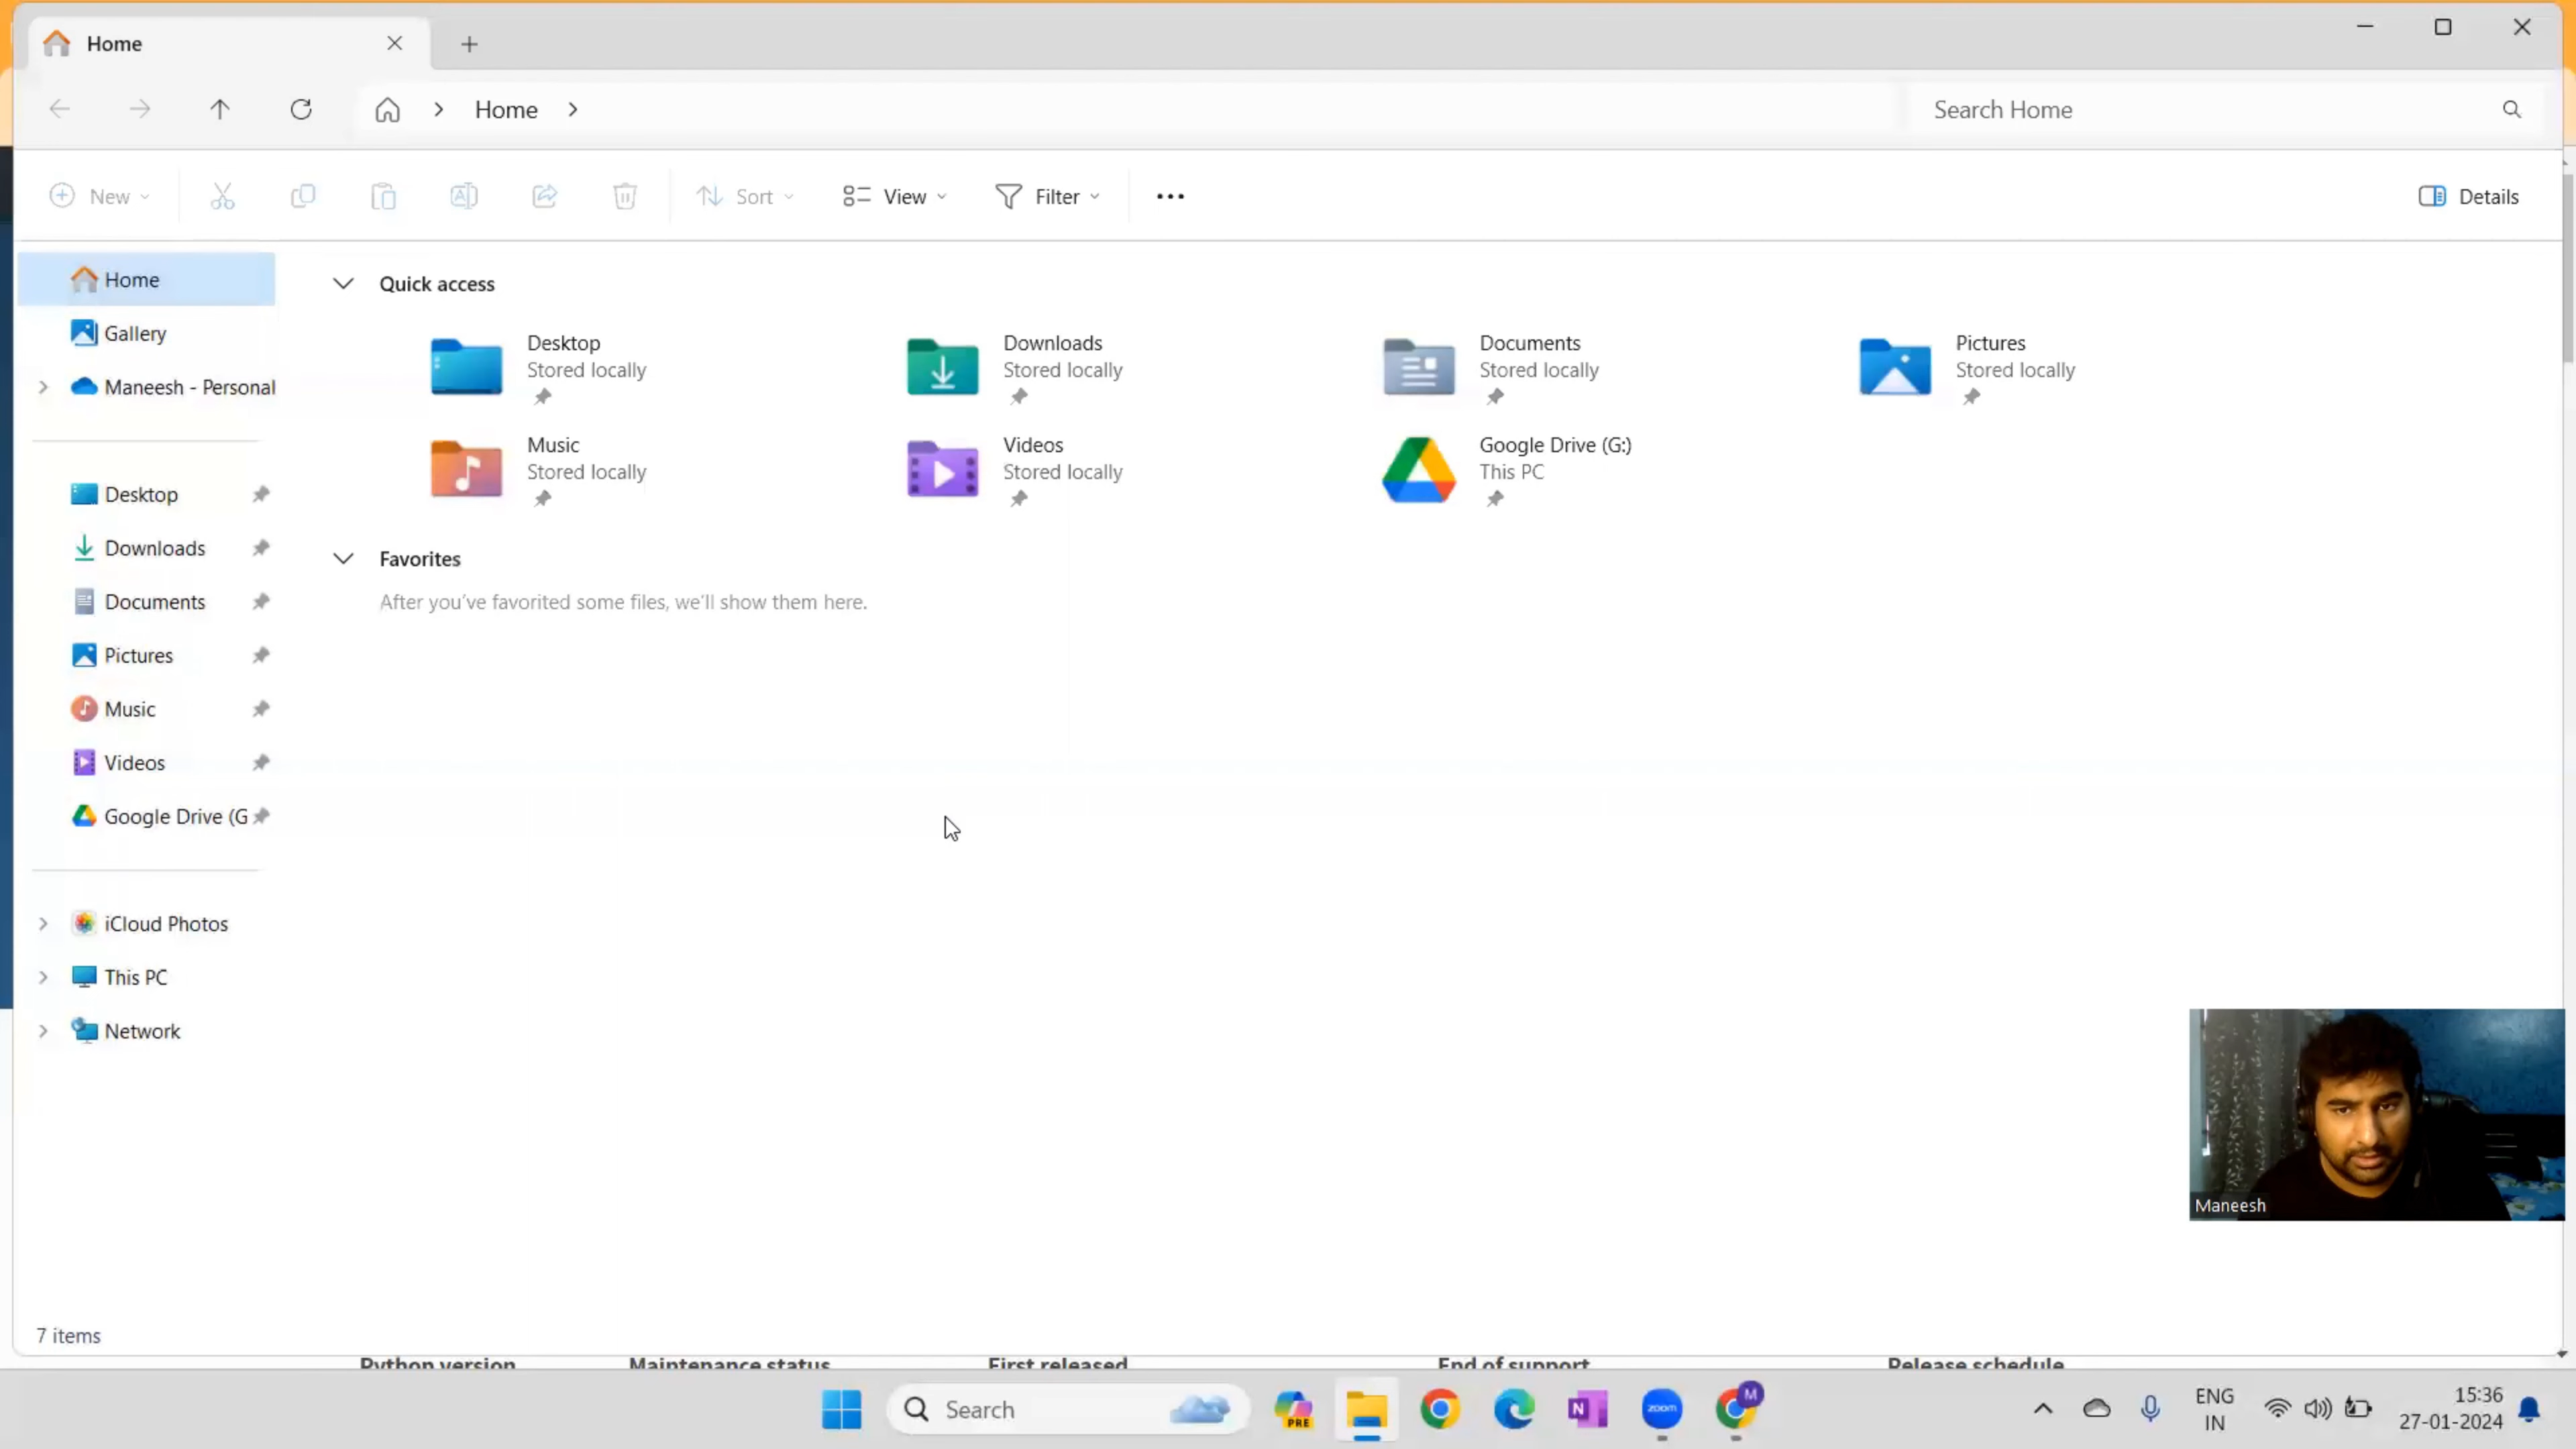 Home
Home
Search Home
New
Sort
View
Filter
Details
Home
Gallery
Maneesh - Personal
Desktop
Downloads
Documents
Pictures
Music
Videos
Google Drive (G
iCloud Photos
This PC
Network
Quick access
Desktop
Stored locally
Downloads
Stored locally
Documents
Stored locally
Pictures
Stored locally
Music
Stored locally
Videos
Stored locally
Google Drive (G:)
This PC
Favorites
After you've favorited some files, we'll show them here.
Maneesh
7 items
Python version Maintenance status First released End of support Release schedule
Search
PRE
N
zoom
M
ENG
IN
15:36
27-01-2024